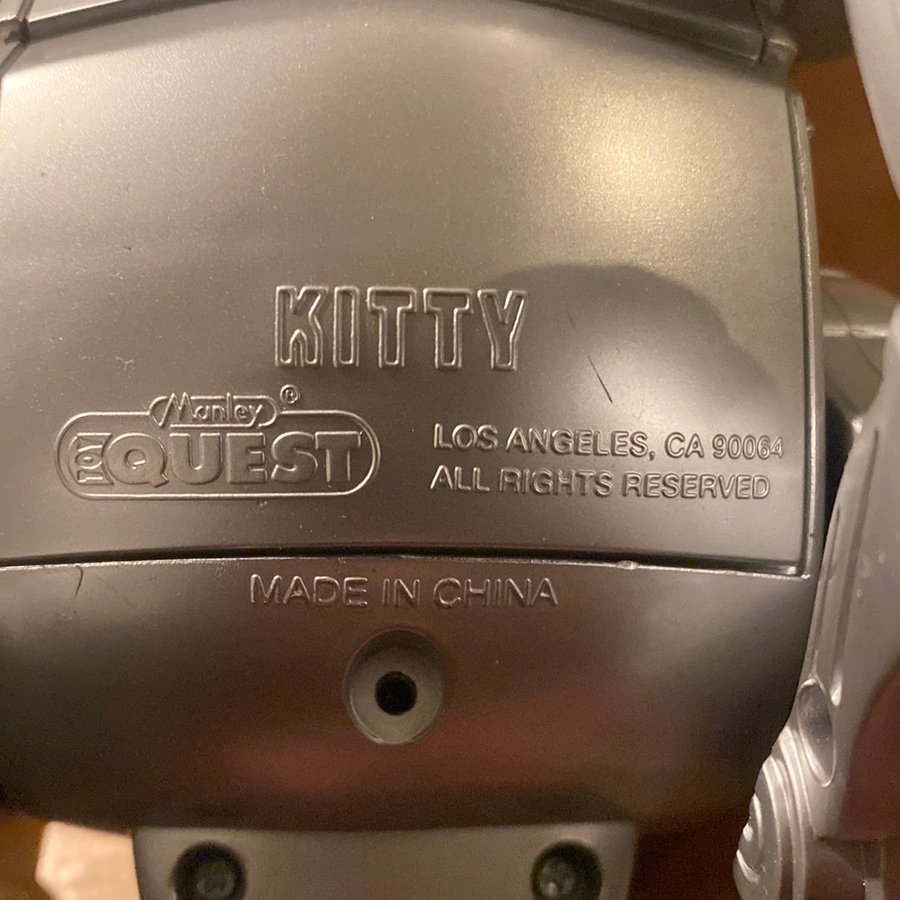 KITTY
Manley®
TOY QUEST
LOS ANGELES, CA 90064
ALL RIGHTS RESERVED
MADE IN CHINA